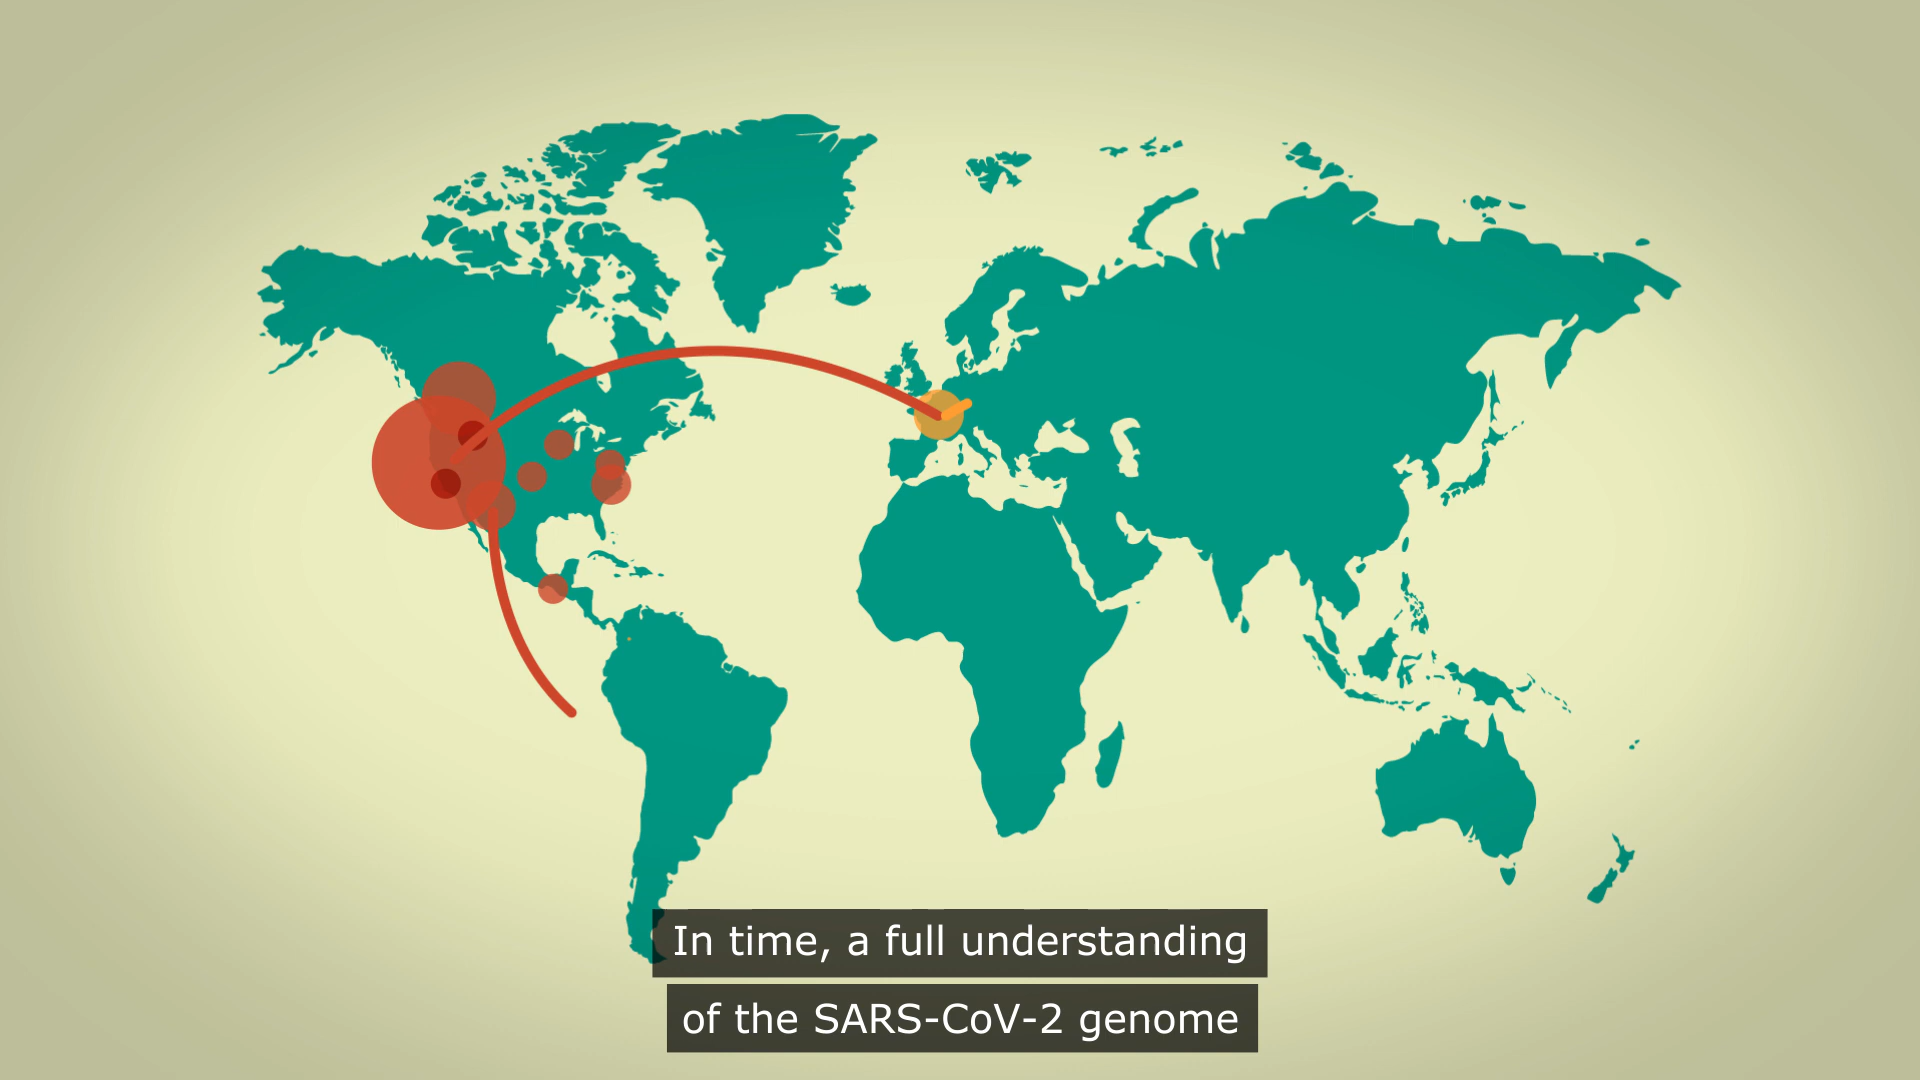 In time, a full understanding
of the SARS-CoV-2 genome